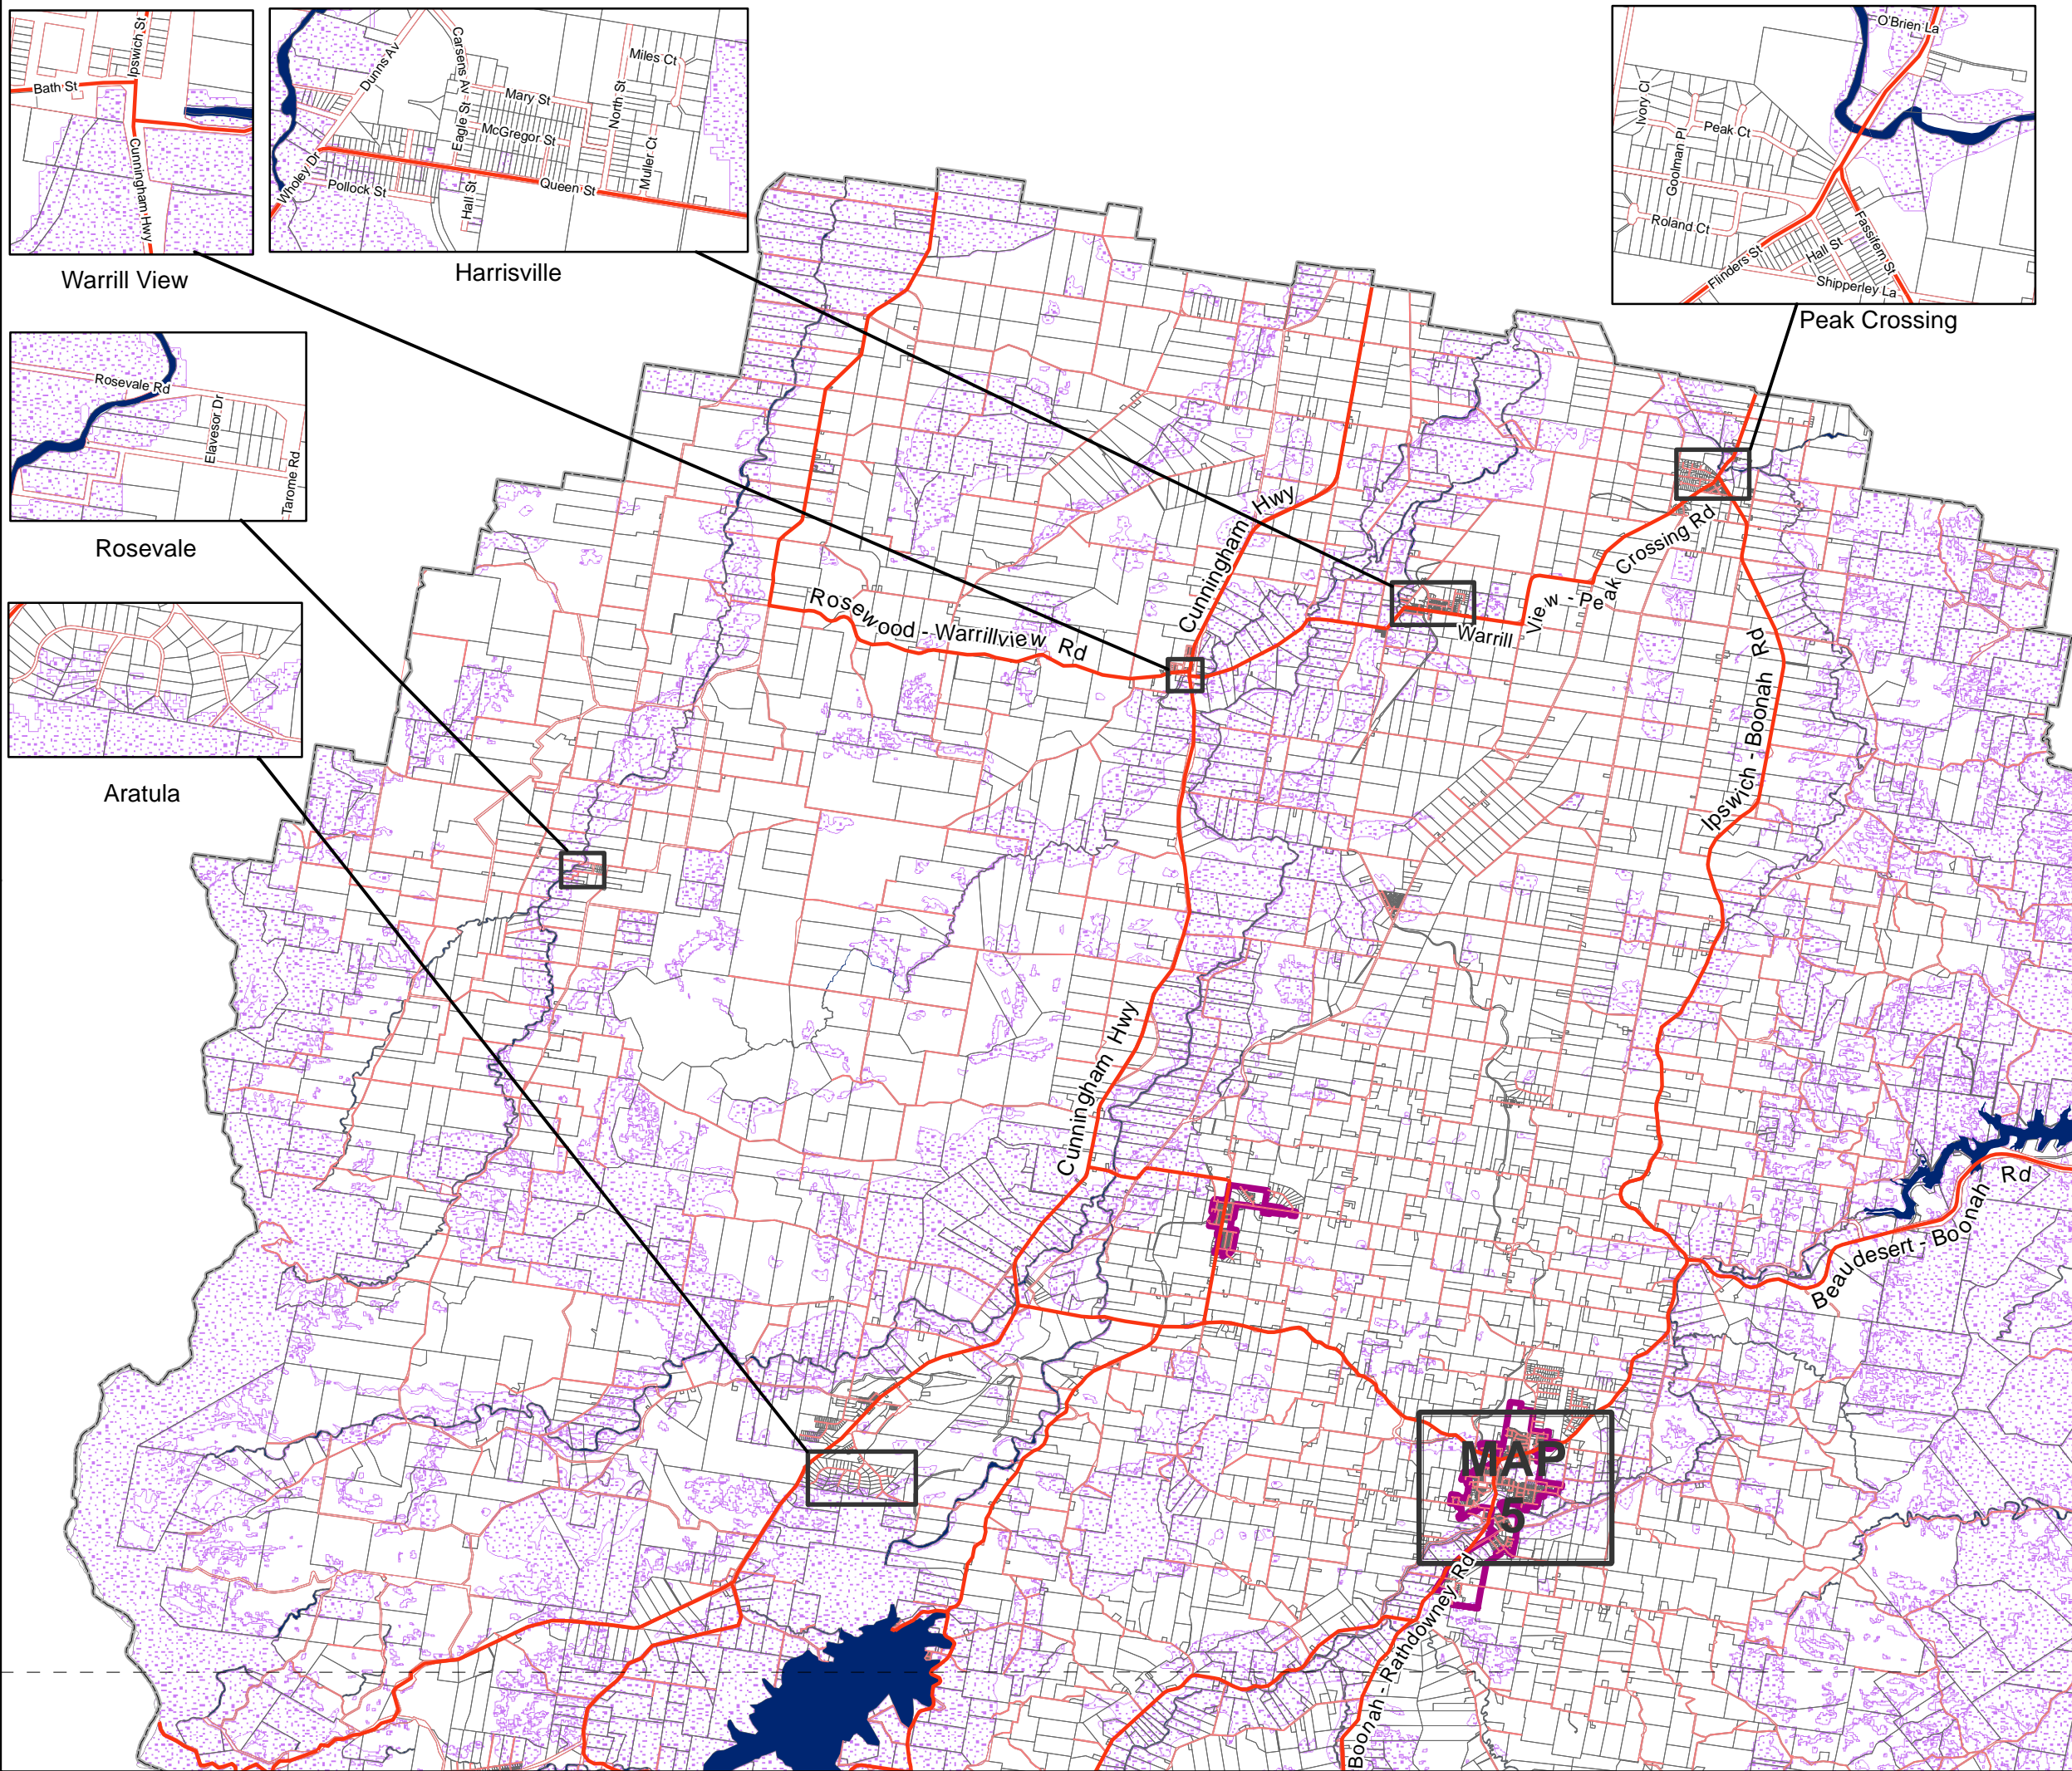 Ipswich St
Bath St
Cunningham Hwy
Warrill View
Dunns Av
Carsens Av
Miles Ct
Mary St
North St
Eagle St
McGregor St
Muller Ct
Wholey Dr
Pollock St
Hall St
Queen St
Harrisville
O'Brien La
Ivory Cl
Peak Ct
Goolman Pl
Roland Ct
Fassifern St
Flinders St
Hall St
Shipperley La
Peak Crossing
Rosevale Rd
Elavesor Dr
Tarome Rd
Rosevale
Aratula
Cunningham Hwy
Rosewood - Warrillview Rd
Warrill View - Peak Crossing Rd
Ipswich - Boonah Rd
Cunningham Hwy
Beaudesert - Boonah Rd
MAP
5
Boonah - Rathdowney Rd